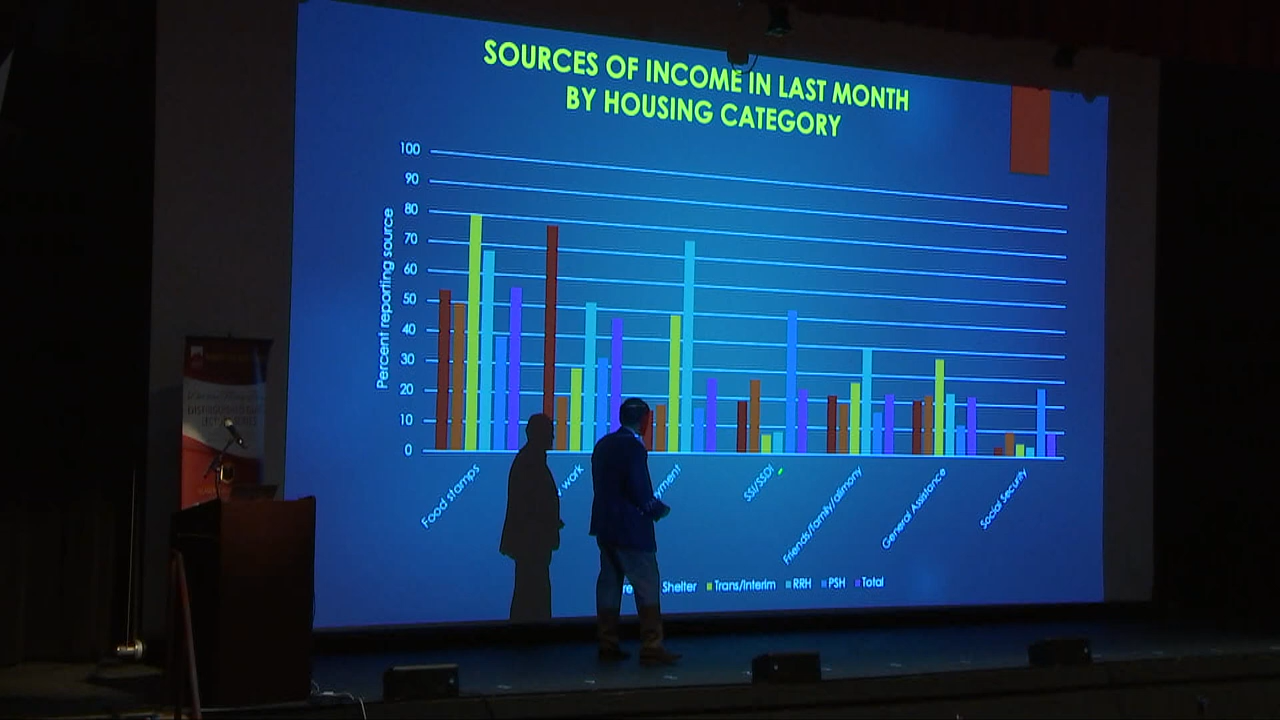 SOURCES OF INCOME IN LAST MONTH
BY HOUSING CATEGORY
Percent reporting source
100
90
80
70
60
50
40
30
20
10
0
Food stamps
work
SSI/SSDI
Friends/family/alimony
General Assistance
Social Security
Shelter Trans/Interim RRH PSH Total